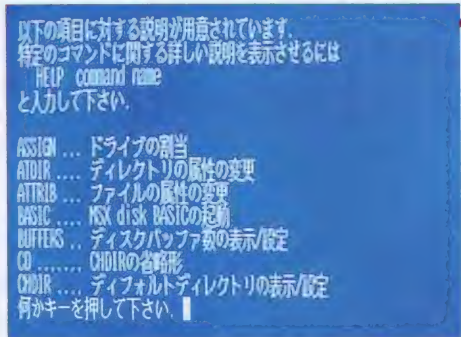 以下の項目に対する説明が用意されています.
特定のコマンドに関する詳しい説明を表示させるには
HELP command name
と入力して下さい.
ASSIGN ... ドライブの割当
ATDIR .... ディレクトリの属性の変更
ATTRIB ... ファイルの属性の変更
BASIC .... MSX disk BASICの起動
BUFFERS .. ディスクバッファ数の表示/設定
CD ....... CHDIRの省略形
CHDIR .... ディフォルトディレクトリの表示/設定
何かキーを押して下さい.